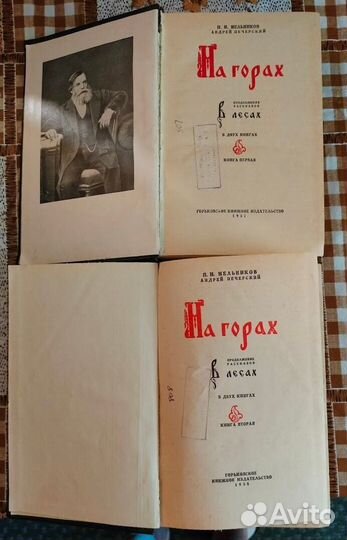 П. И. МЕЛЬНИКОВ
АНДРЕЙ ПЕЧЕРСКИЙ
На горах
ПРОДОЛЖЕНИЕ
РАССКАЗОВ
В лесах
В ДВУХ КНИГАХ
КНИГА ПЕРВАЯ
ГОРЬКОВСКОЕ КНИЖНОЕ ИЗДАТЕЛЬСТВО
П. И. МЕЛЬНИКОВ
АНДРЕЙ ПЕЧЕРСКИЙ
На горах
ПРОДОЛЖЕНИЕ
РАССКАЗОВ
В лесах
В ДВУХ КНИГАХ
КНИГА ВТОРАЯ
ГОРЬКОВСКОЕ
КНИЖНОЕ ИЗДАТЕЛЬСТВО
Avito